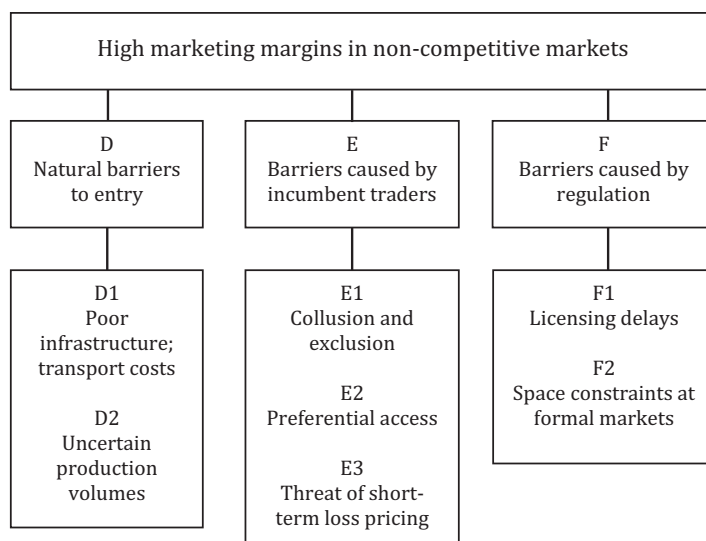 High marketing margins in non-competitive markets
D
Natural barriers
to entry
E
Barriers caused by
incumbent traders
F
Barriers caused by
regulation
D1
Poor
infrastructure;
transport costs
D2
Uncertain
production
volumes
E1
Collusion and
exclusion
E2
Preferential access
E3
Threat of short-
term loss pricing
F1
Licensing delays
F2
Space constraints at
formal markets